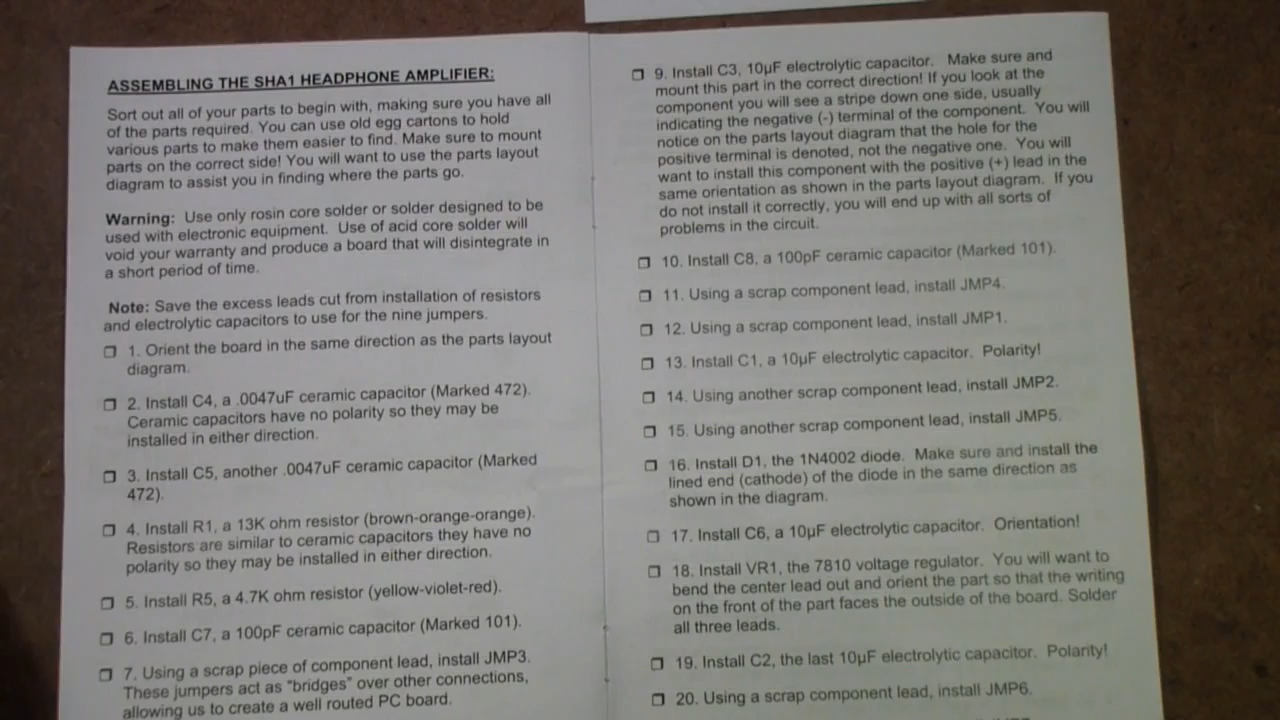 ASSEMBLING THE SHA1 HEADPHONE AMPLIFIER:
Sort out all of your parts to begin with, making sure you have all
of the parts required. You can use old egg cartons to hold
various parts to make them easier to find. Make sure to mount
parts on the correct side! You will want to use the parts layout
diagram to assist you in finding where the parts go.
Warning: Use only rosin core solder or solder designed to be
used with electronic equipment. Use of acid core solder will
void your warranty and produce a board that will disintegrate in
a short period of time.
Note: Save the excess leads cut from installation of resistors
and electrolytic capacitors to use for the nine jumpers.
1. Orient the board in the same direction as the parts layout
diagram.
2. Install C4, a .0047uF ceramic capacitor (Marked 472).
Ceramic capacitors have no polarity so they may be
installed in either direction.
3. Install C5, another .0047uF ceramic capacitor (Marked
472).
4. Install R1, a 13K ohm resistor (brown-orange-orange).
Resistors are similar to ceramic capacitors they have no
polarity so they may be installed in either direction.
5. Install R5, a 4.7K ohm resistor (yellow-violet-red).
6. Install C7, a 100pF ceramic capacitor (Marked 101).
7. Using a scrap piece of component lead, install JMP3.
These jumpers act as “bridges” over other connections,
allowing us to create a well routed PC board.
9. Install C3, 10µF electrolytic capacitor. Make sure and
mount this part in the correct direction! If you look at the
component you will see a stripe down one side, usually
indicating the negative (-) terminal of the component. You will
notice on the parts layout diagram that the hole for the
positive terminal is denoted, not the negative one. You will
want to install this component with the positive (+) lead in the
same orientation as shown in the parts layout diagram. If you
do not install it correctly, you will end up with all sorts of
problems in the circuit.
10. Install C8, a 100pF ceramic capacitor (Marked 101).
11. Using a scrap component lead, install JMP4.
12. Using a scrap component lead, install JMP1.
13. Install C1, a 10µF electrolytic capacitor. Polarity!
14. Using another scrap component lead, install JMP2.
15. Using another scrap component lead, install JMP5.
16. Install D1, the 1N4002 diode. Make sure and install the
lined end (cathode) of the diode in the same direction as
shown in the diagram.
17. Install C6, a 10µF electrolytic capacitor. Orientation!
18. Install VR1, the 7810 voltage regulator. You will want to
bend the center lead out and orient the part so that the writing
on the front of the part faces the outside of the board. Solder
all three leads.
19. Install C2, the last 10µF electrolytic capacitor. Polarity!
20. Using a scrap component lead, install JMP6.